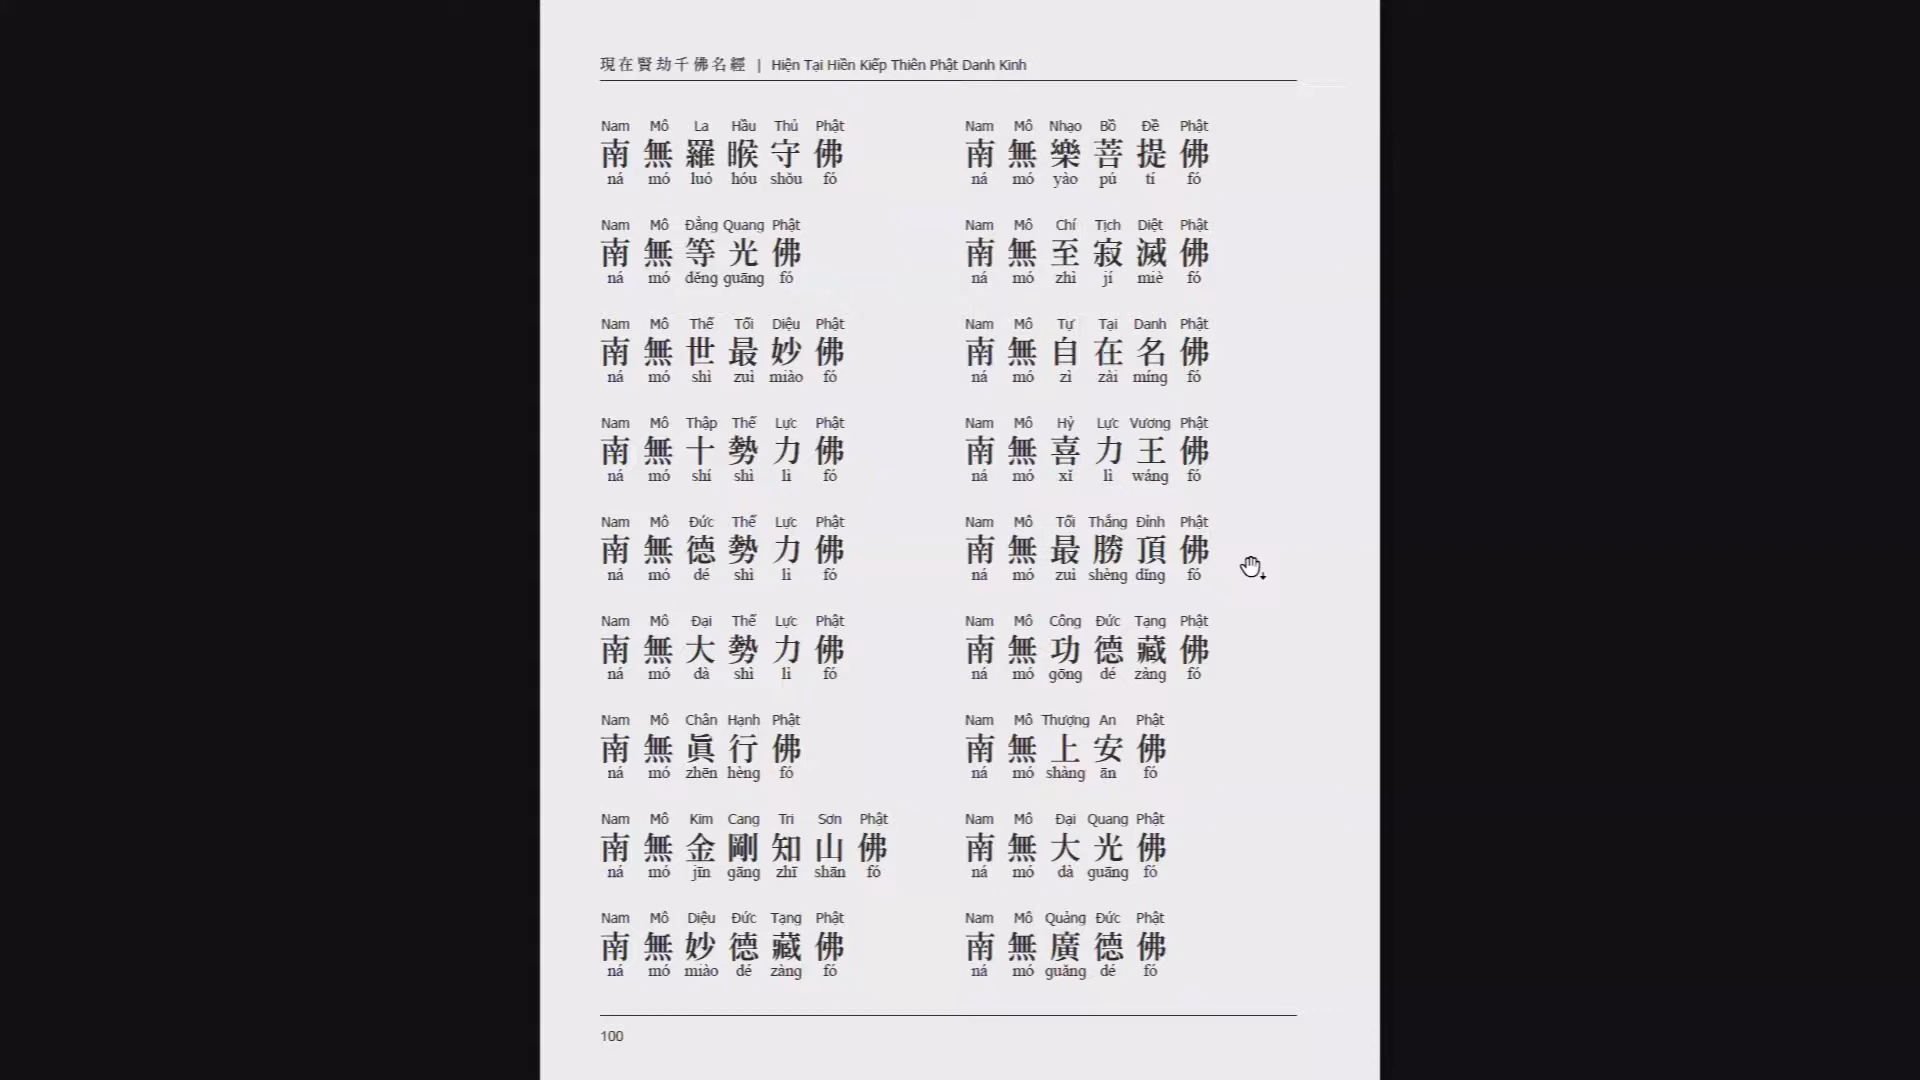 現在賢劫千佛名經 | Hiện Tại Hiền Kiếp Thiên Phật Danh Kinh
Nam Mô La Hầu Thủ Phật
南無羅睺守佛
ná mó luó hóu shǒu fó
Nam Mô Đẳng Quang Phật
南無等光佛
ná mó děng guāng fó
Nam Mô Thế Tối Diệu Phật
南無世最妙佛
ná mó shì zuì miào fó
Nam Mô Thập Thế Lực Phật
南無十勢力佛
ná mó shí shì lì fó
Nam Mô Đức Thế Lực Phật
南無德勢力佛
ná mó dé shì lì fó
Nam Mô Đại Thế Lực Phật
南無大勢力佛
ná mó dà shì lì fó
Nam Mô Chân Hạnh Phật
南無眞行佛
ná mó zhēn hèng fó
Nam Mô Kim Cang Tri Sơn Phật
南無金剛知山佛
ná mó jīn gāng zhī shān fó
Nam Mô Diệu Đức Tạng Phật
南無妙德藏佛
ná mó miào dé zàng fó
Nam Mô Nhạo Bồ Đề Phật
南無樂菩提佛
ná mó yào pú tí fó
Nam Mô Chí Tịch Diệt Phật
南無至寂滅佛
ná mó zhì jí miè fó
Nam Mô Tự Tại Danh Phật
南無自在名佛
ná mó zì zài míng fó
Nam Mô Hỷ Lực Vương Phật
南無喜力王佛
ná mó xǐ lì wáng fó
Nam Mô Tối Thắng Đỉnh Phật
南無最勝頂佛
ná mó zuì shèng dǐng fó
Nam Mô Công Đức Tạng Phật
南無功德藏佛
ná mó gōng dé zàng fó
Nam Mô Thượng An Phật
南無上安佛
ná mó shàng ān fó
Nam Mô Đại Quang Phật
南無大光佛
ná mó dà guāng fó
Nam Mô Quảng Đức Phật
南無廣德佛
ná mó guǎng dé fó
100